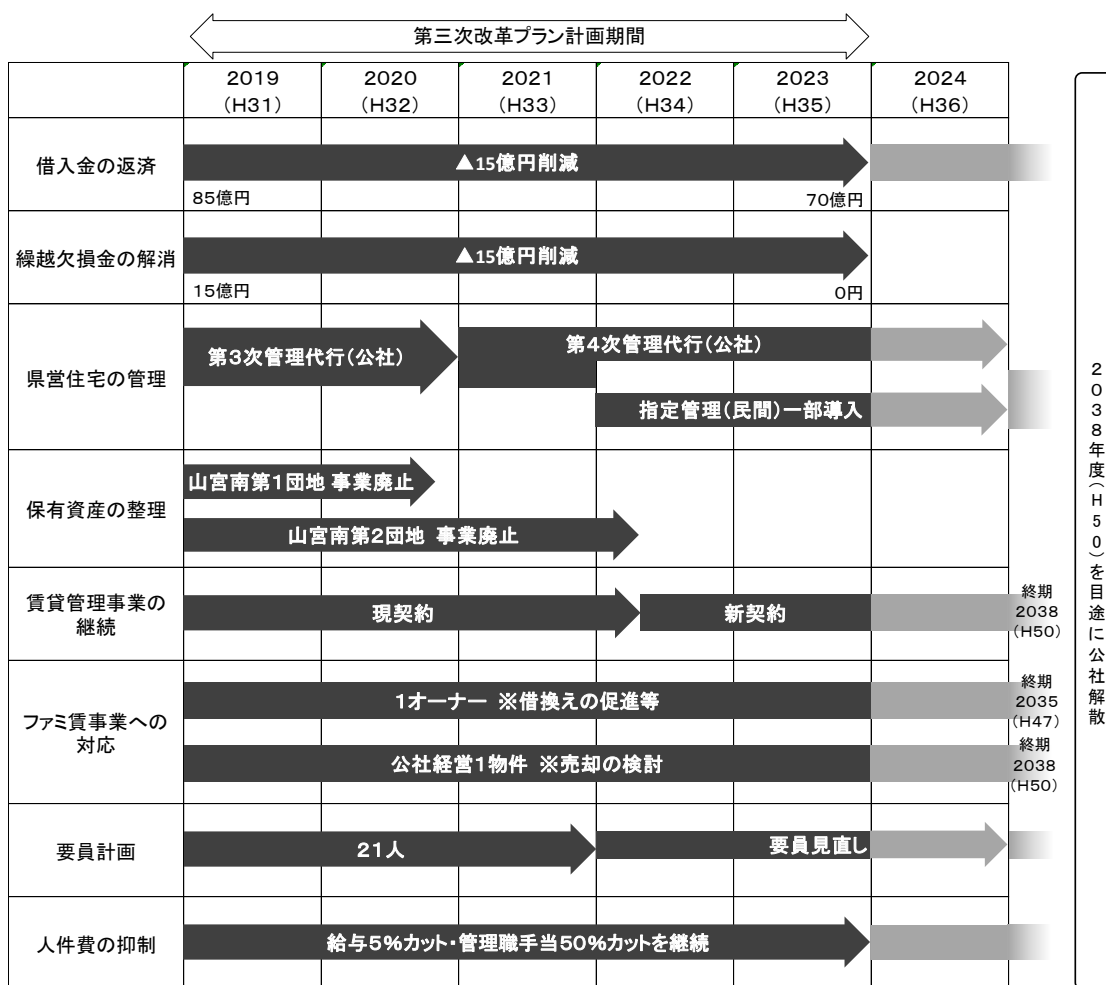 第三次改革プラン計画期間
2019
(H31)
2020
(H32)
2021
(H33)
2022
(H34)
2023
(H35)
2024
(H36)
借入金の返済
▲15億円削減
85億円
70億円
繰越欠損金の解消
▲15億円削減
15億円
0円
県営住宅の管理
第3次管理代行(公社)
第4次管理代行(公社)
指定管理(民間)一部導入
保有資産の整理
山宮南第1団地 事業廃止
山宮南第2団地 事業廃止
賃貸管理事業の
継続
現契約
新契約
終期
2038
(H50)
ファミ賃事業への
対応
1オーナー ※借換えの促進等
終期
2035
(H47)
公社経営1物件 ※売却の検討
終期
2038
(H50)
要員計画
21人
要員見直し
人件費の抑制
給与5%カット・管理職手当50%カットを継続
2038年度(H50)を目途に公社解散